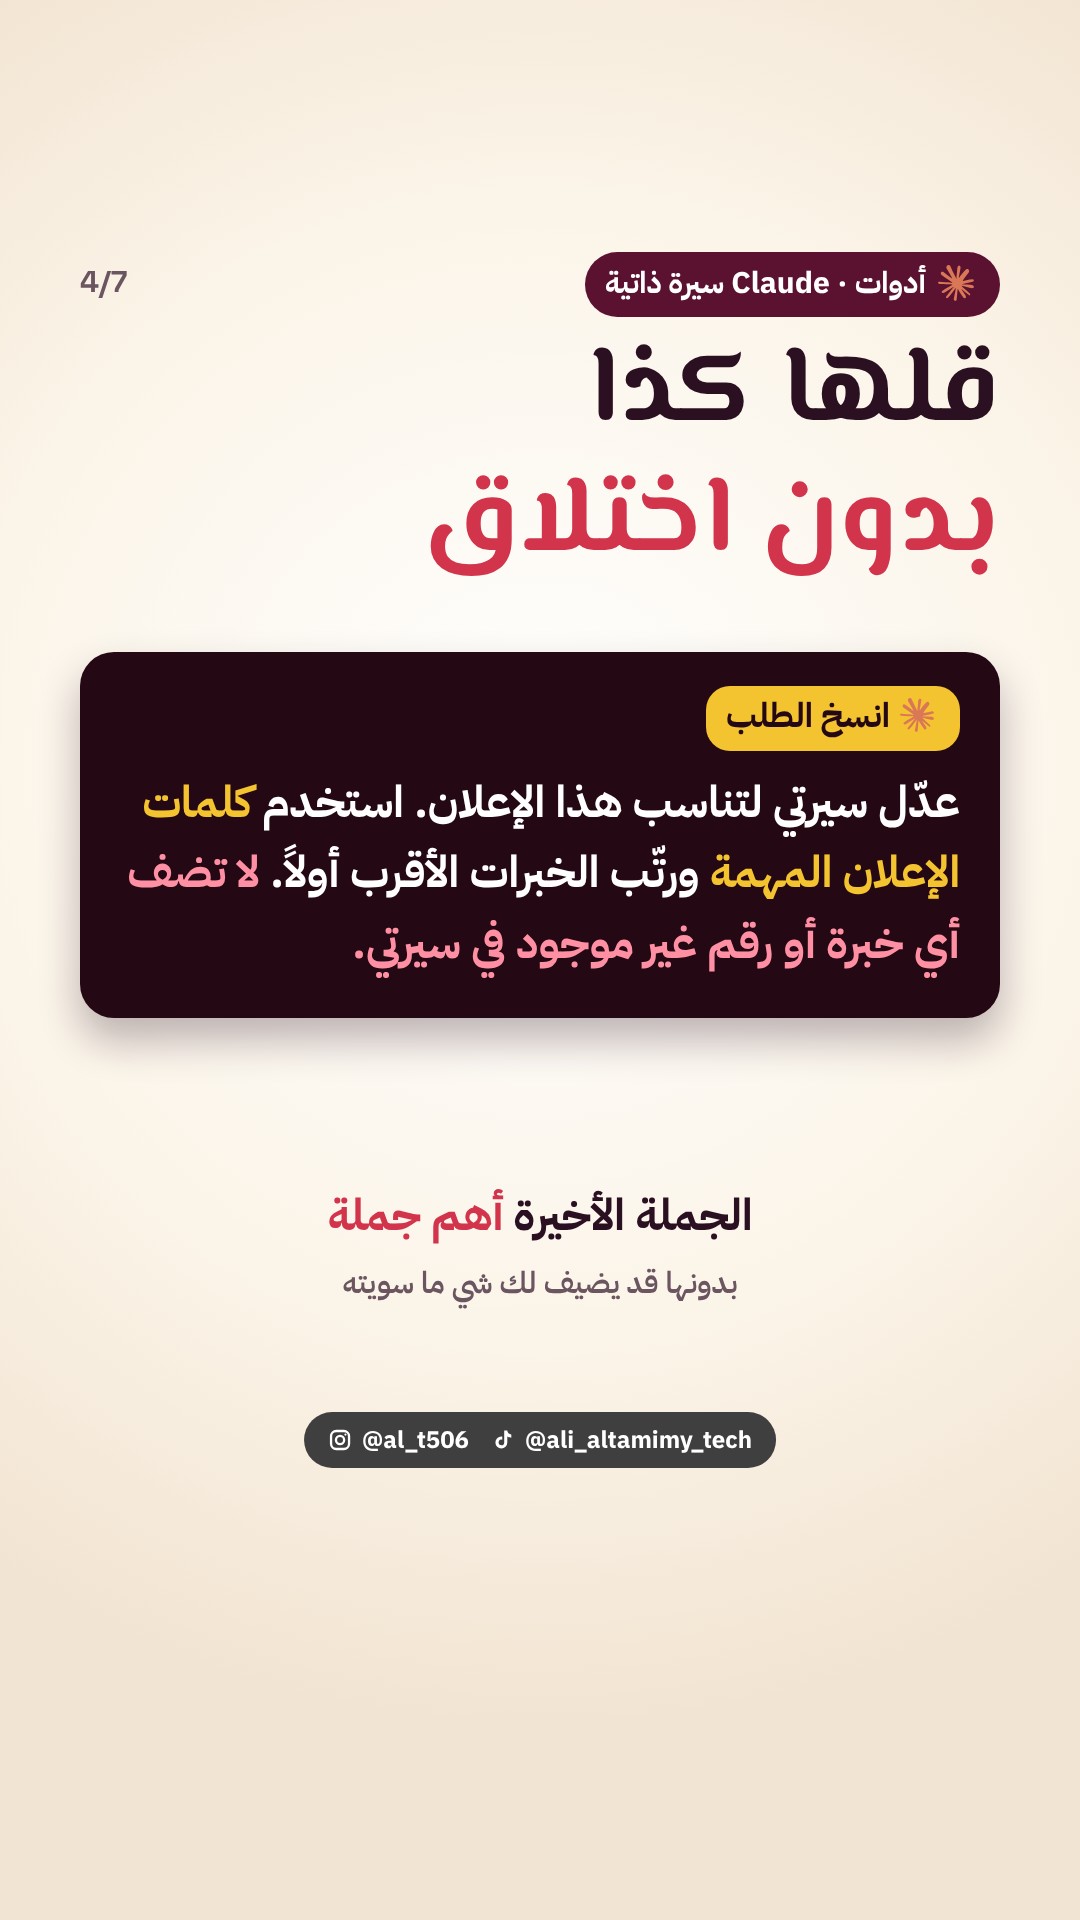 أدوات · Claude سيرة ذاتية
4/7
قلها كذا
بدون اختلاق
انسخ الطلب
عدّل سيرتي لتناسب هذا الإعلان. استخدم كلمات
الإعلان المهمة ورتّب الخبرات الأقرب أولاً. لا تضف
أي خبرة أو رقم غير موجود في سيرتي.
الجملة الأخيرة أهم جملة
بدونها قد يضيف لك شي ما سويته
@al_t506 @ali_altamimy_tech